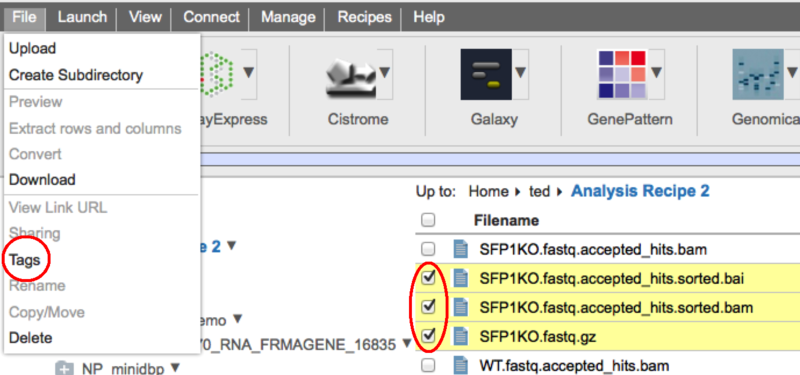 File Launch View Connect Manage Recipes Help
Upload
Create Subdirectory
Preview
Extract rows and columns
Convert
Download
View Link URL
Sharing
Tags
Rename
Copy/Move
Delete
ayExpress Cistrome Galaxy GenePattern Genomica
Up to: Home ted Analysis Recipe 2
e 2
emo
70_RNA_FRMAGENE_16835
NP_minidbp
Filename
SFP1KO.fastq.accepted_hits.bam
SFP1KO.fastq.accepted_hits.sorted.bai
SFP1KO.fastq.accepted_hits.sorted.bam
SFP1KO.fastq.gz
WT.fastq.accepted_hits.bam